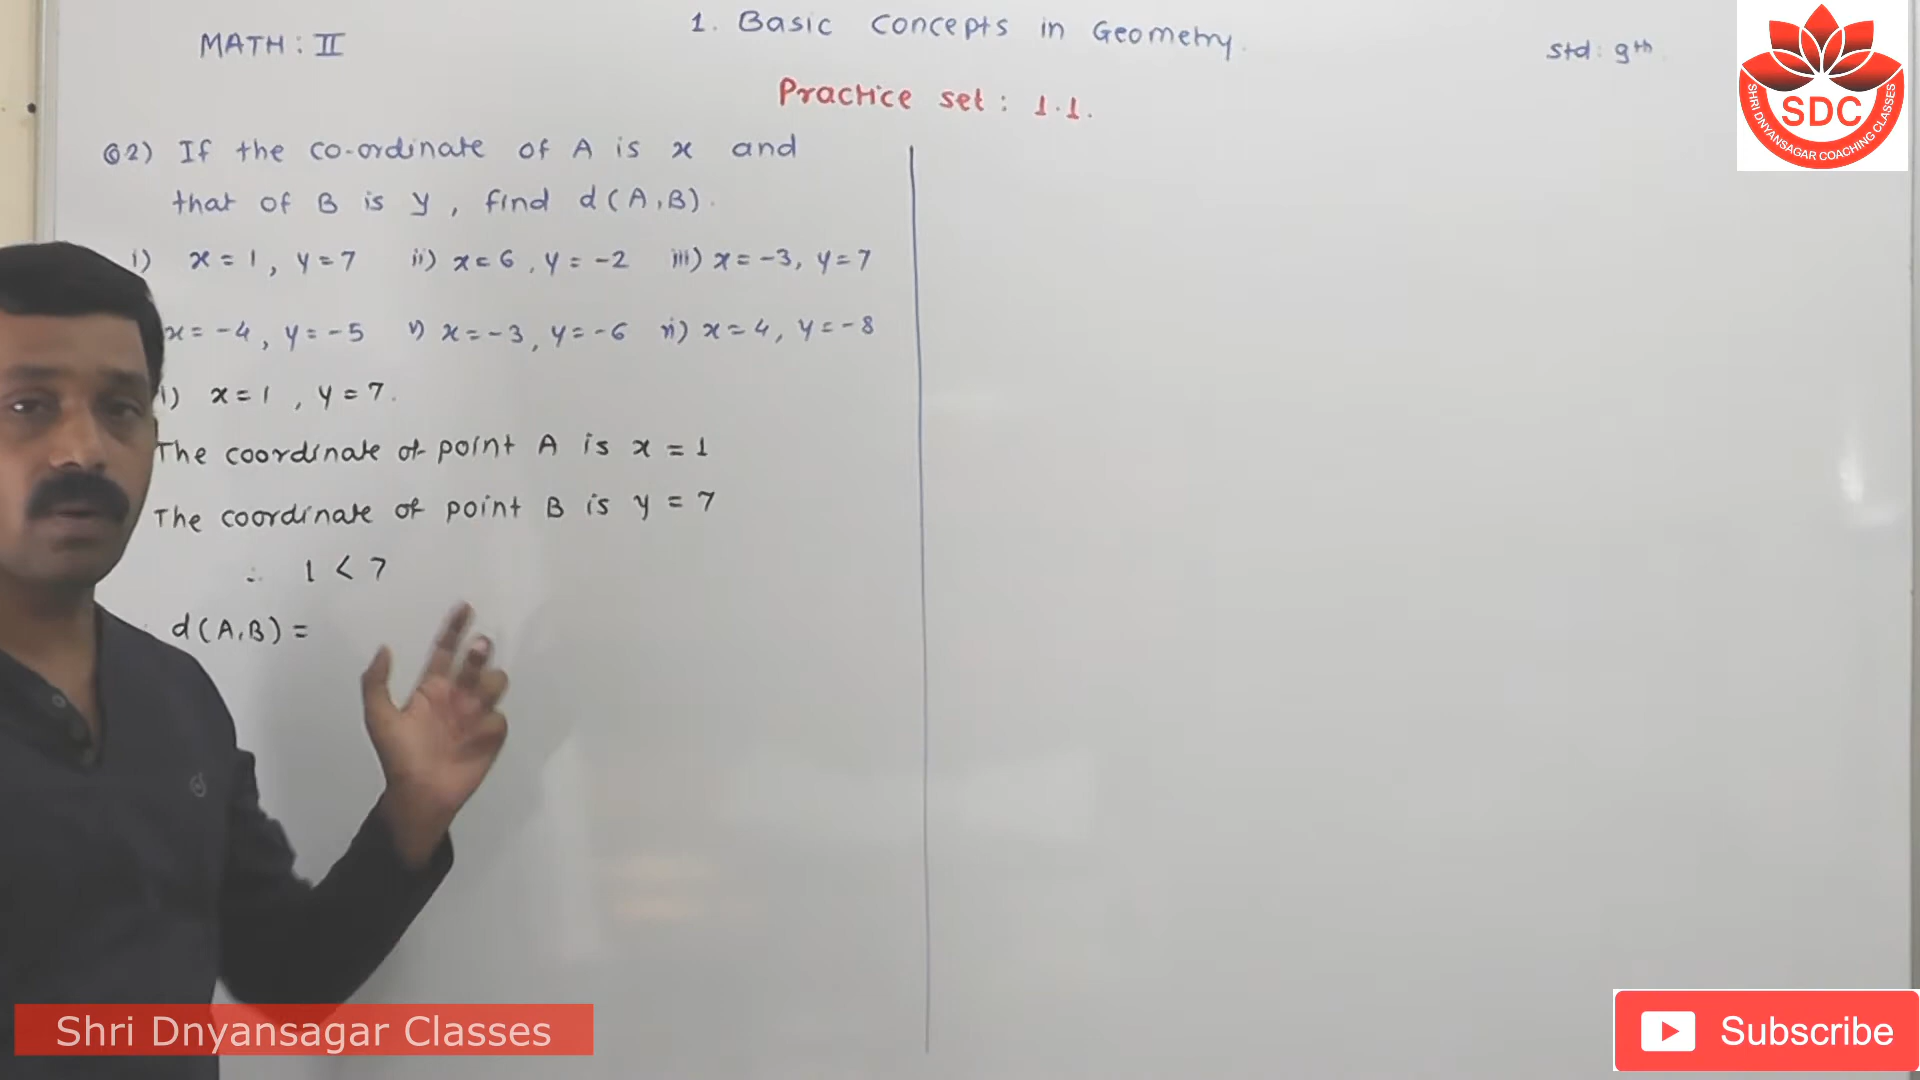 MATH : II
1. Basic Concepts in Geometry.
Std : 9th
Practice set : 1.1.
SDC
SHRI DNYANSAGAR COACHING CLASSES
Q2) If the co-ordinate of A is x and
that of B is y, find d(A,B).
i) x = 1, y = 7 ii) x = 6, y = -2 iii) x = -3, y = 7
x = -4, y = -5 v) x = -3, y = -6 vi) x = 4, y = -8
i) x = 1, y = 7.
The coordinate of point A is x = 1
The coordinate of point B is y = 7
∴ 1 < 7
d(A,B) =
Shri Dnyansagar Classes
Subscribe